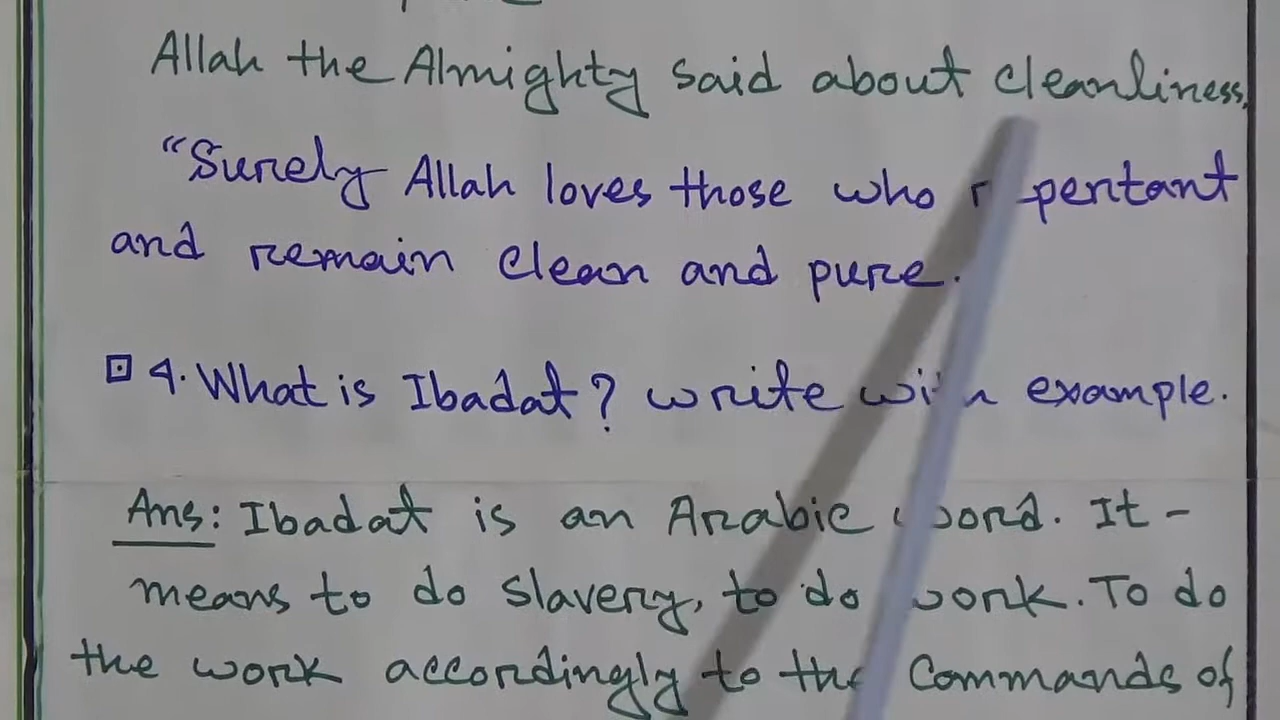 Allah the Almighty said about cleanliness,
"Surely Allah loves those who repentant
and remain clean and pure.
4. What is Ibadat? write with example.
Ans: Ibadat is an Arabic word. It -
means to do slavery, to do work. To do
the work accordingly to the Commands of